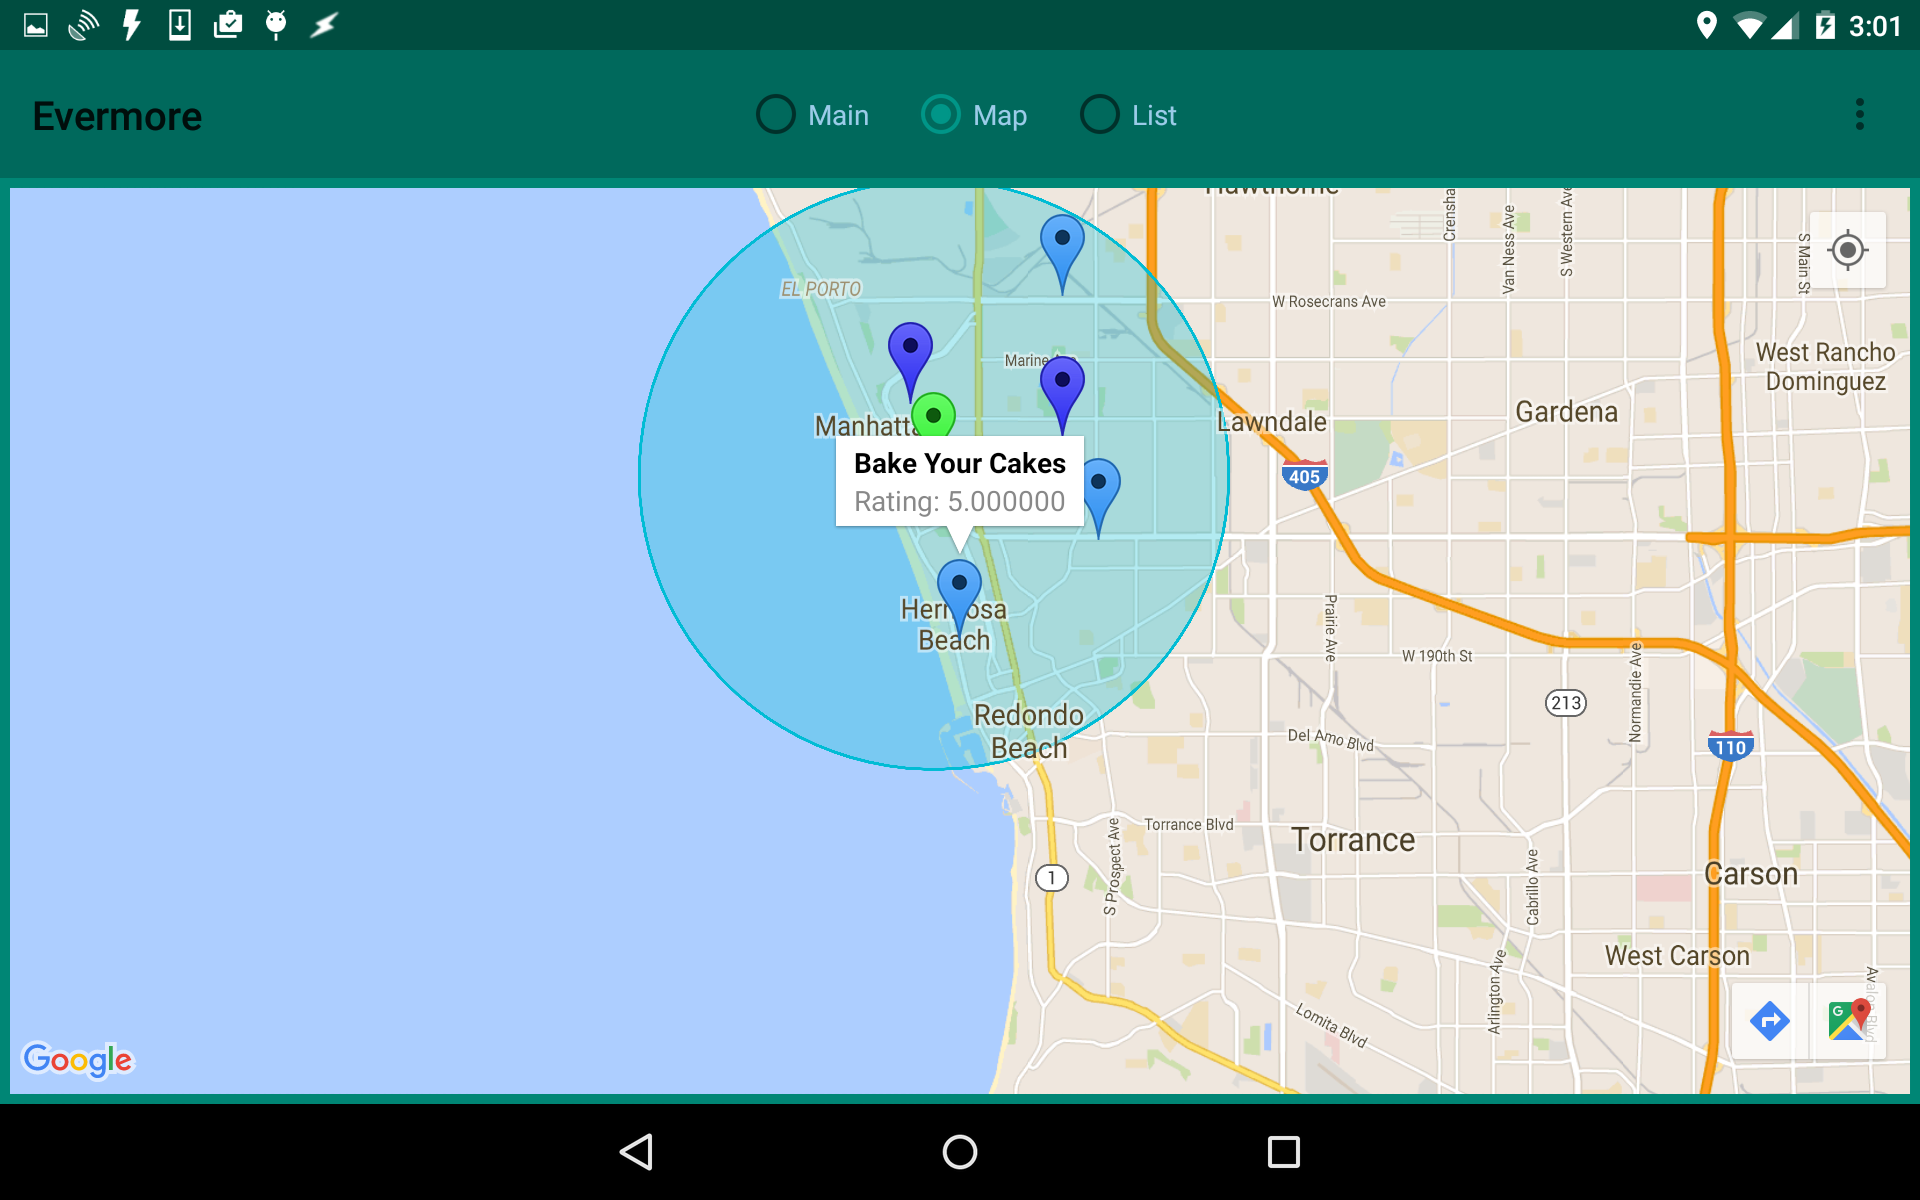 3:01
Evermore
Main
Map
List
Hawthorne
Crensha
Van Ness Ave
S Western Ave
S Main St
EL PORTO
W Rosecrans Ave
Marine
West Rancho
Dominguez
Manhatta
Lawndale
Gardena
Bake Your Cakes
Rating: 5.000000
405
Hermosa
Beach
Prairie Ave
W 190th St
Normandie Ave
213
Redondo
Beach
Del Amo Blvd
110
S Prospect Ave
Torrance Blvd
Torrance
Cabrillo Ave
Carson
1
West Carson
Arlington Ave
Avalon Blvd
Lomita Blvd
G
Google